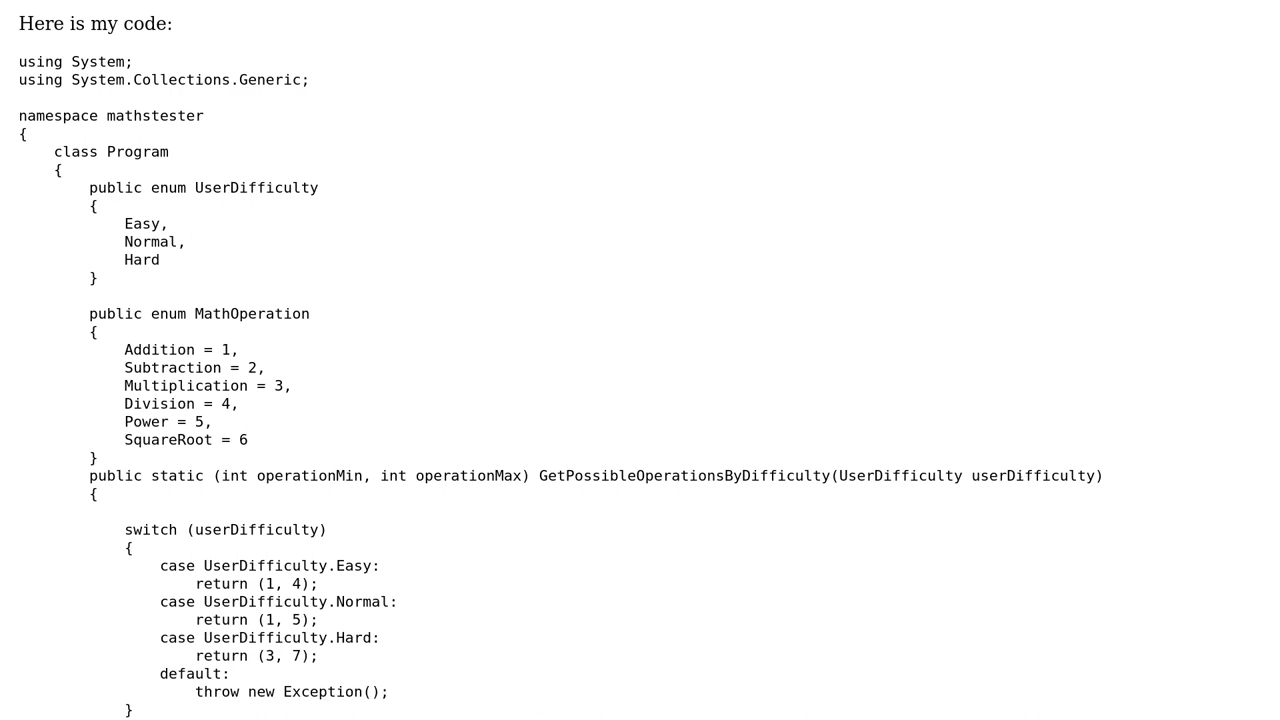 Here is my code:
using System;
using System.Collections.Generic;
namespace mathstester
{
class Program
{
public enum UserDifficulty
{
Easy,
Normal,
Hard
}
public enum MathOperation
{
Addition = 1,
Subtraction = 2,
Multiplication = 3,
Division = 4,
Power = 5,
SquareRoot = 6
}
public static (int operationMin, int operationMax) GetPossibleOperationsByDifficulty(UserDifficulty userDifficulty)
{
switch (userDifficulty)
{
case UserDifficulty.Easy:
return (1, 4);
case UserDifficulty.Normal:
return (1, 5);
case UserDifficulty.Hard:
return (3, 7);
default:
throw new Exception();
}